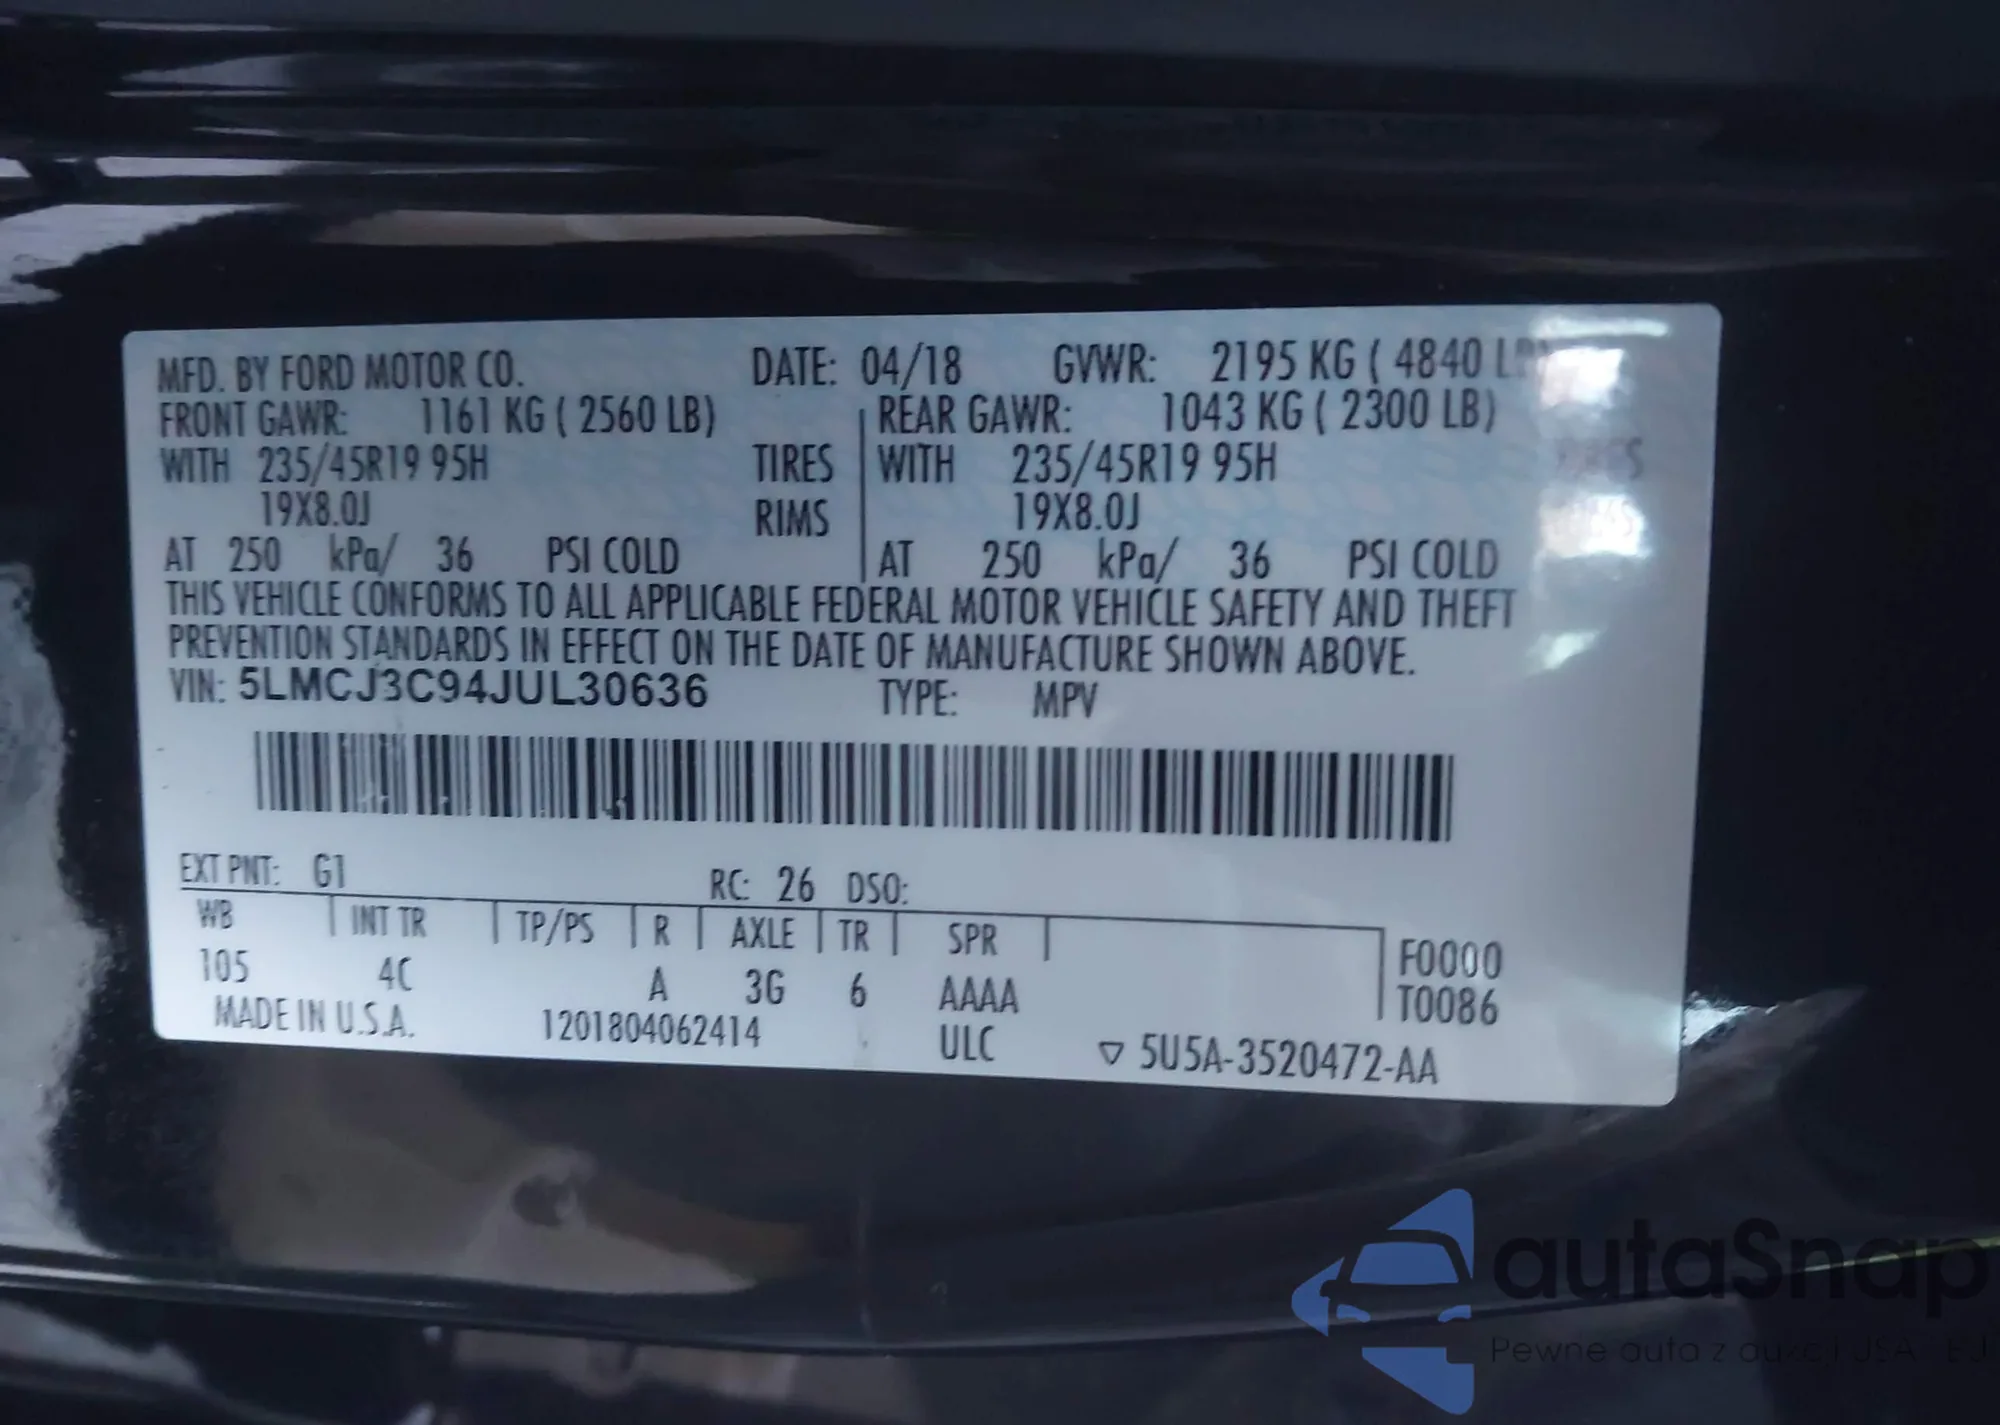 MFD. BY FORD MOTOR CO. DATE: 04/18 GVWR: 2195 KG ( 4840
FRONT GAWR: 1161 KG ( 2560 LB) REAR GAWR: 1043 KG ( 2300 LB)
WITH 235/45R19 95H TIRES WITH 235/45R19 95H
19X8.0J RIMS 19X8.0J
AT 250 kPa/ 36 PSI COLD AT 250 kPa/ 36 PSI COLD
THIS VEHICLE CONFORMS TO ALL APPLICABLE FEDERAL MOTOR VEHICLE SAFETY AND THEFT
PREVENTION STANDARDS IN EFFECT ON THE DATE OF MANUFACTURE SHOWN ABOVE.
VIN: 5LMCJ3C94JUL30636 TYPE: MPV
EXT PNT: G1 RC: 26 DSO:
WB INT TR TP/PS R AXLE TR SPR
105 4C A 3G 6 AAAA
F0000
T0086
MADE IN U.S.A. 1201804062414 ULC ▽ 5U5A-3520472-AA
autaSnap
Pewne auta z